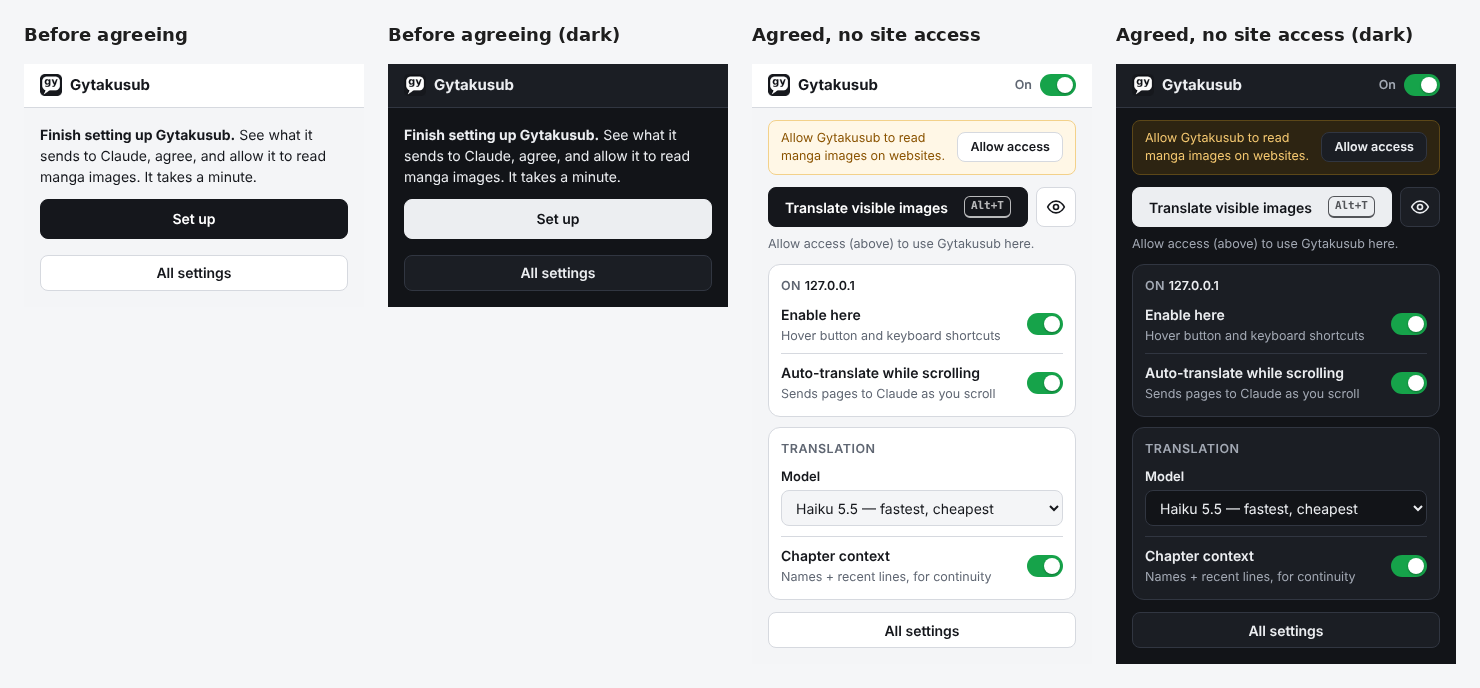 Before agreeing
gy Gytakusub
Finish setting up Gytakusub. See what it
sends to Claude, agree, and allow it to read
manga images. It takes a minute.
Set up
All settings
Before agreeing (dark)
gy Gytakusub
Finish setting up Gytakusub. See what it
sends to Claude, agree, and allow it to read
manga images. It takes a minute.
Set up
All settings
Agreed, no site access
gy Gytakusub On
Allow Gytakusub to read
manga images on websites.
Allow access
Translate visible images Alt+T
Allow access (above) to use Gytakusub here.
ON 127.0.0.1
Enable here
Hover button and keyboard shortcuts
Auto-translate while scrolling
Sends pages to Claude as you scroll
TRANSLATION
Model
Haiku 5.5 — fastest, cheapest
Chapter context
Names + recent lines, for continuity
All settings
Agreed, no site access (dark)
gy Gytakusub On
Allow Gytakusub to read
manga images on websites.
Allow access
Translate visible images Alt+T
Allow access (above) to use Gytakusub here.
ON 127.0.0.1
Enable here
Hover button and keyboard shortcuts
Auto-translate while scrolling
Sends pages to Claude as you scroll
TRANSLATION
Model
Haiku 5.5 — fastest, cheapest
Chapter context
Names + recent lines, for continuity
All settings